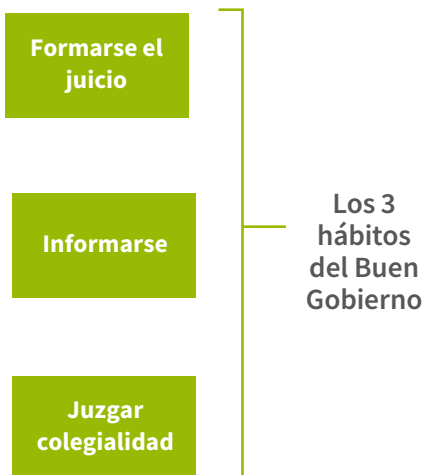 Formarse el
juicio
Informarse
Juzgar
colegialidad
Los 3
hábitos
del Buen
Gobierno